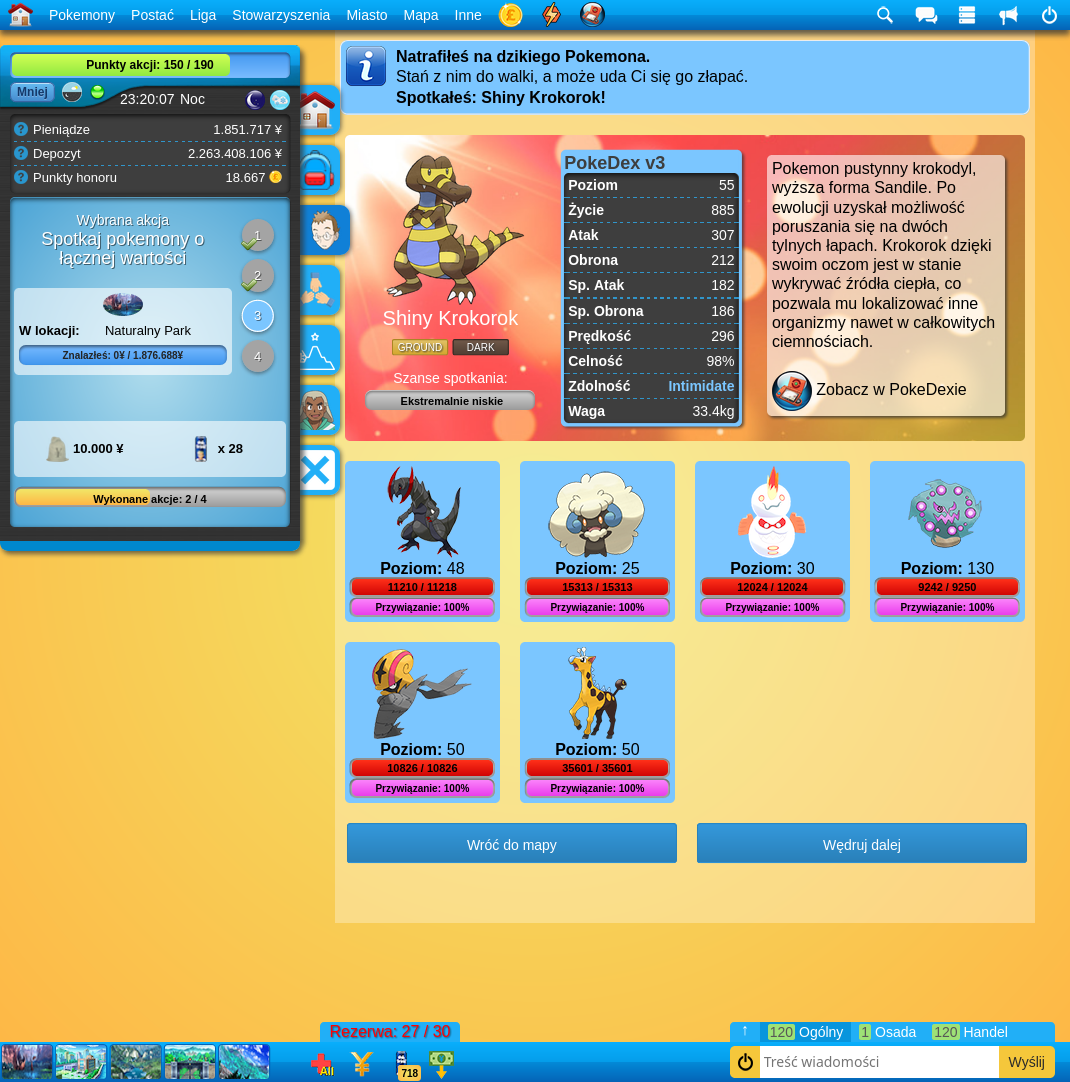 Pokemony Postać Liga Stowarzyszenia Miasto Mapa Inne
Punkty akcji: 150 / 190
Mniej
23:20:07 Noc
Pieniądze 1.851.717 ¥
Depozyt 2.263.408.106 ¥
Punkty honoru 18.667
Wybrana akcja
Spotkaj pokemony o
łącznej wartości
1
2
3
4
W lokacji: Naturalny Park
Znalazłeś: 0¥ / 1.876.688¥
10.000 ¥ x 28
Wykonane akcje: 2 / 4
Natrafiłeś na dzikiego Pokemona.
Stań z nim do walki, a może uda Ci się go złapać.
Spotkałeś: Shiny Krokorok!
Shiny Krokorok
GROUND DARK
Szanse spotkania:
Ekstremalnie niskie
PokeDex v3
Poziom 55
Życie 885
Atak 307
Obrona 212
Sp. Atak 182
Sp. Obrona 186
Prędkość 296
Celność 98%
Zdolność Intimidate
Waga 33.4kg
Pokemon pustynny krokodyl,
wyższa forma Sandile. Po
ewolucji uzyskał możliwość
poruszania się na dwóch
tylnych łapach. Krokorok dzięki
swoim oczom jest w stanie
wykrywać źródła ciepła, co
pozwala mu lokalizować inne
organizmy nawet w całkowitych
ciemnościach.
Zobacz w PokeDexie
Poziom: 48
11210 / 11218
Przywiązanie: 100%
Poziom: 25
15313 / 15313
Przywiązanie: 100%
Poziom: 30
12024 / 12024
Przywiązanie: 100%
Poziom: 130
9242 / 9250
Przywiązanie: 100%
Poziom: 50
10826 / 10826
Przywiązanie: 100%
Poziom: 50
35601 / 35601
Przywiązanie: 100%
Wróć do mapy
Wędruj dalej
Rezerwa: 27 / 30
All
718
↑ 120 Ogólny 1 Osada 120 Handel
Treść wiadomości Wyślij